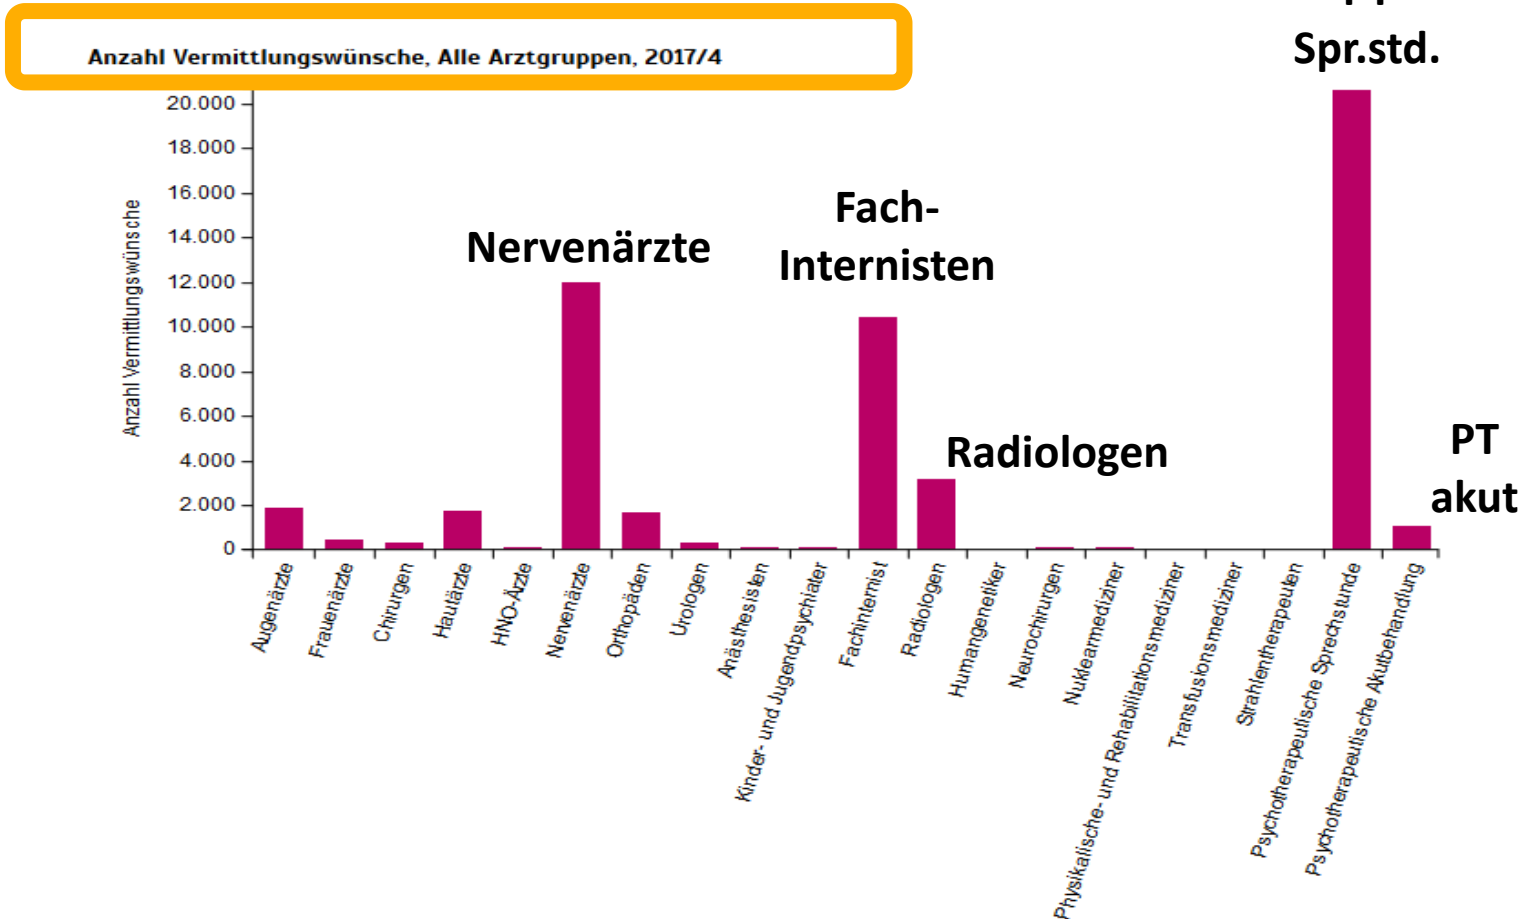 Spr.std.
Anzahl Vermittlungswünsche, Alle Arztgruppen, 2017/4
20.000
18.000
16.000
14.000
12.000
10.000
8.000
6.000
4.000
2.000
0
Anzahl Vermittlungswünsche
Nervenärzte
Fach-
Internisten
Radiologen
PT
akut
Augenärzte
Frauenärzte
Chirurgen
Hautärzte
HNO-Ärzte
Nervenärzte
Orthopäden
Urologen
Anästhesisten
Kinder- und Jugendpsychiater
Fachinternist
Radiologen
Humangenetiker
Neurochirurgen
Nuklearmediziner
Physikalische- und Rehabilitationsmediziner
Transfusionsmediziner
Strahlentherapeuten
Psychotherapeutische Sprechstunde
Psychotherapeutische Akutbehandlung